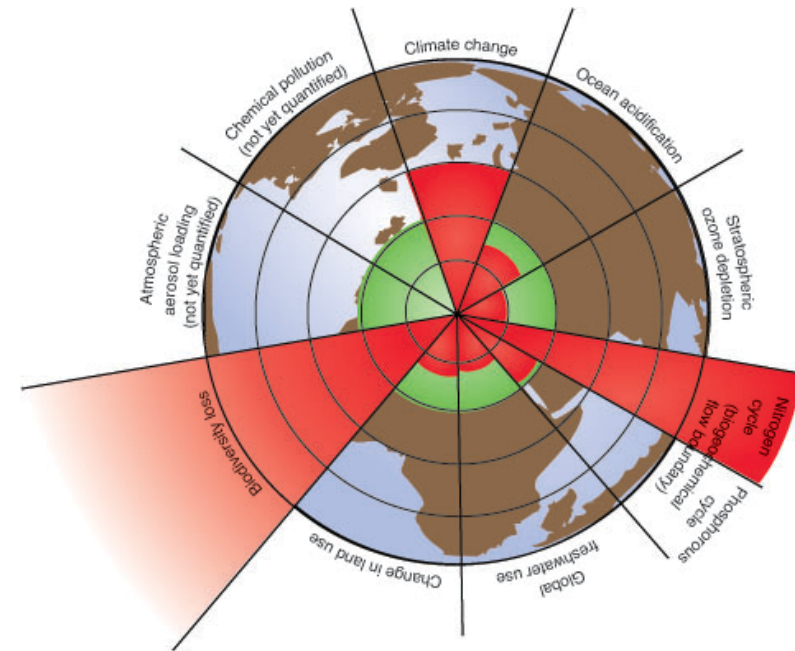 Climate change
Ocean acidification
Stratospheric
ozone depletion
Nitrogen
cycle
(biogeochemical
flow boundary)
Phosphorous
cycle
Global
freshwater use
Change in land use
Biodiversity loss
Atmospheric
aerosol loading
(not yet quantified)
Chemical pollution
(not yet quantified)